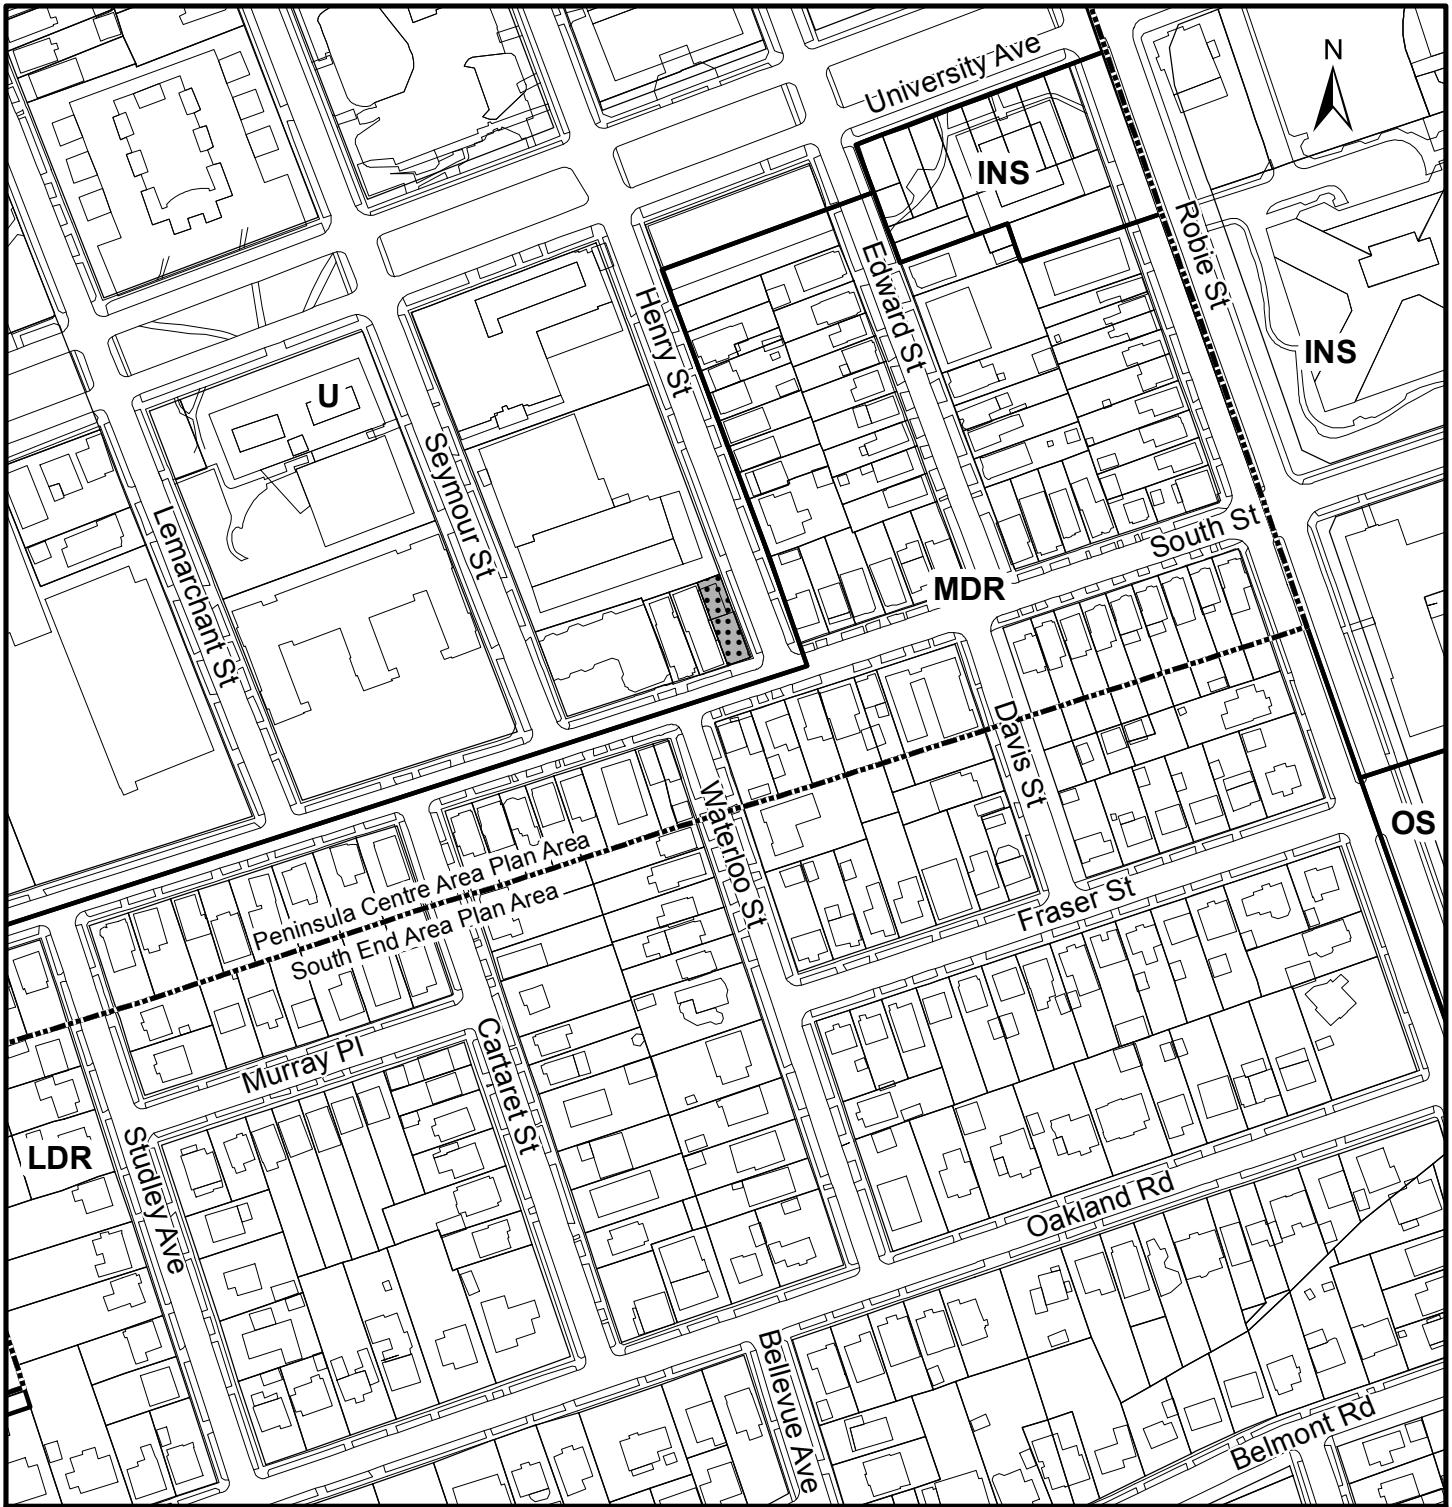 University Ave
N
INS
Robie St
Edward St
Henry St
INS
U
Seymour St
Lemarchant St
South St
MDR
Davis St
Waterloo St
OS
Peninsula Centre Area Plan Area
South End Area Plan Area
Fraser St
Murray Pl
Cartaret St
LDR
Studley Ave
Oakland Rd
Bellevue Ave
Belmont Rd